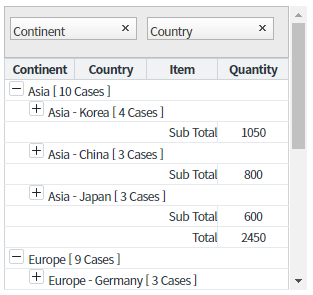 Continent × Country ×
Continent Country Item Quantity
Asia [ 10 Cases ]
Asia - Korea [ 4 Cases ]
Sub Total 1050
Asia - China [ 3 Cases ]
Sub Total 800
Asia - Japan [ 3 Cases ]
Sub Total 600
Total 2450
Europe [ 9 Cases ]
Europe - Germany [ 3 Cases ]